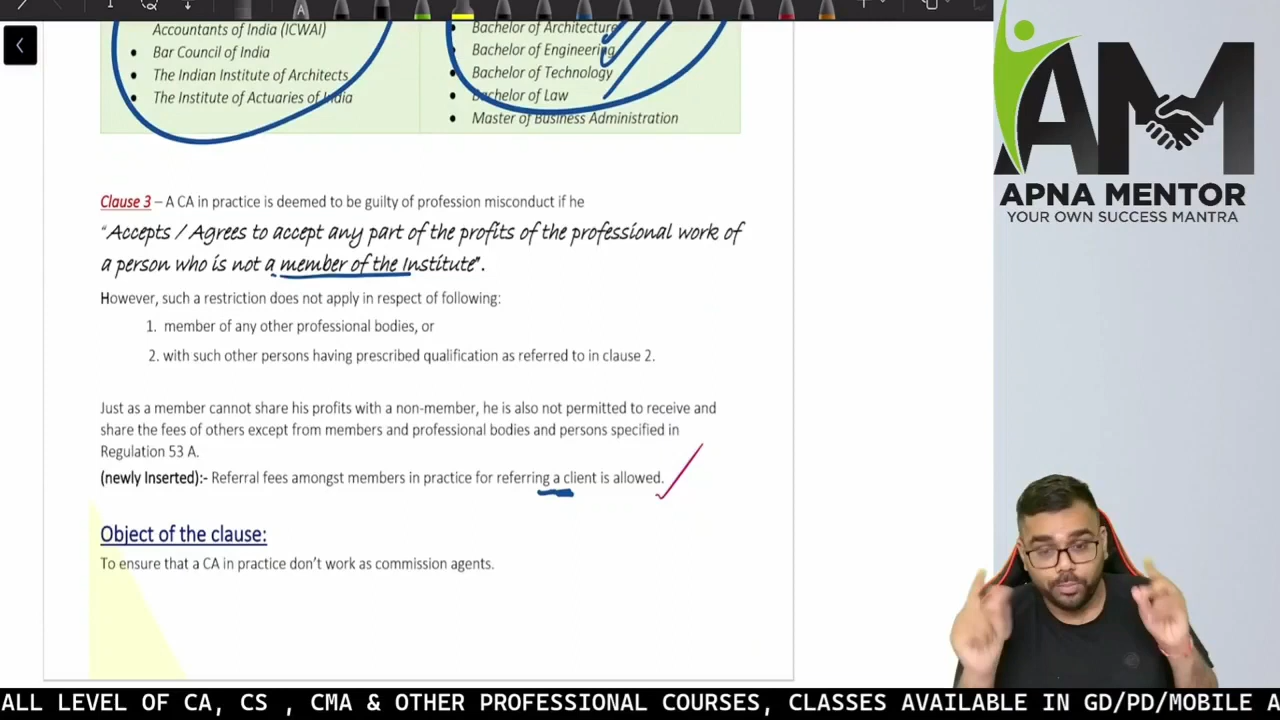 A
Accountants of India (ICWAI)
• Bar Council of India
• The Indian Institute of Architects
• The Institute of Actuaries of India
• Bachelor of Architecture
• Bachelor of Engineering
• Bachelor of Technology
• Bachelor of Law
• Master of Business Administration
Clause 3 – A CA in practice is deemed to be guilty of profession misconduct if he
"Accepts / Agrees to accept any part of the profits of the professional work of
a person who is not a member of the Institute".
However, such a restriction does not apply in respect of following:
1. member of any other professional bodies, or
2. with such other persons having prescribed qualification as referred to in clause 2.
Just as a member cannot share his profits with a non-member, he is also not permitted to receive and
share the fees of others except from members and professional bodies and persons specified in
Regulation 53 A.
(newly Inserted):- Referral fees amongst members in practice for referring a client is allowed.
Object of the clause:
To ensure that a CA in practice don't work as commission agents.
AM
APNA MENTOR
YOUR OWN SUCCESS MANTRA
ALL LEVEL OF CA, CS , CMA & OTHER PROFESSIONAL COURSES, CLASSES AVAILABLE IN GD/PD/MOBILE A